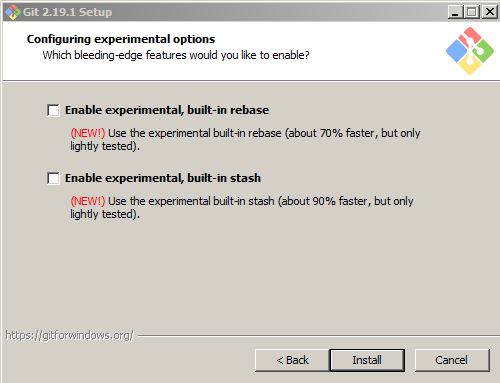 Git 2.19.1 Setup
Configuring experimental options
Which bleeding-edge features would you like to enable?
Enable experimental, built-in rebase
(NEW!) Use the experimental built-in rebase (about 70% faster, but only
lightly tested).
Enable experimental, built-in stash
(NEW!) Use the experimental built-in stash (about 90% faster, but only
lightly tested).
https://gitforwindows.org/
< Back
Install
Cancel